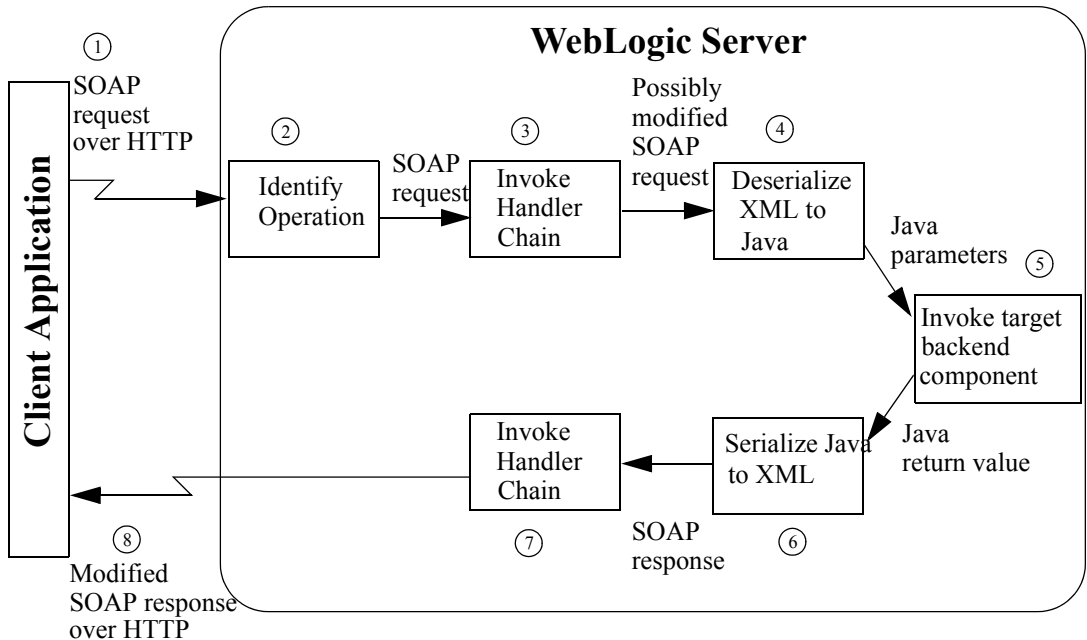 WebLogic Server
Client Application
1
SOAP
request
over HTTP
2
Identify
Operation
SOAP
request
3
Invoke
Handler
Chain
Possibly
modified
SOAP
request
4
Deserialize
XML to
Java
Java
parameters
5
Invoke target
backend
component
Java
return value
Serialize Java
to XML
6
SOAP
response
Invoke
Handler
Chain
7
8
Modified
SOAP response
over HTTP